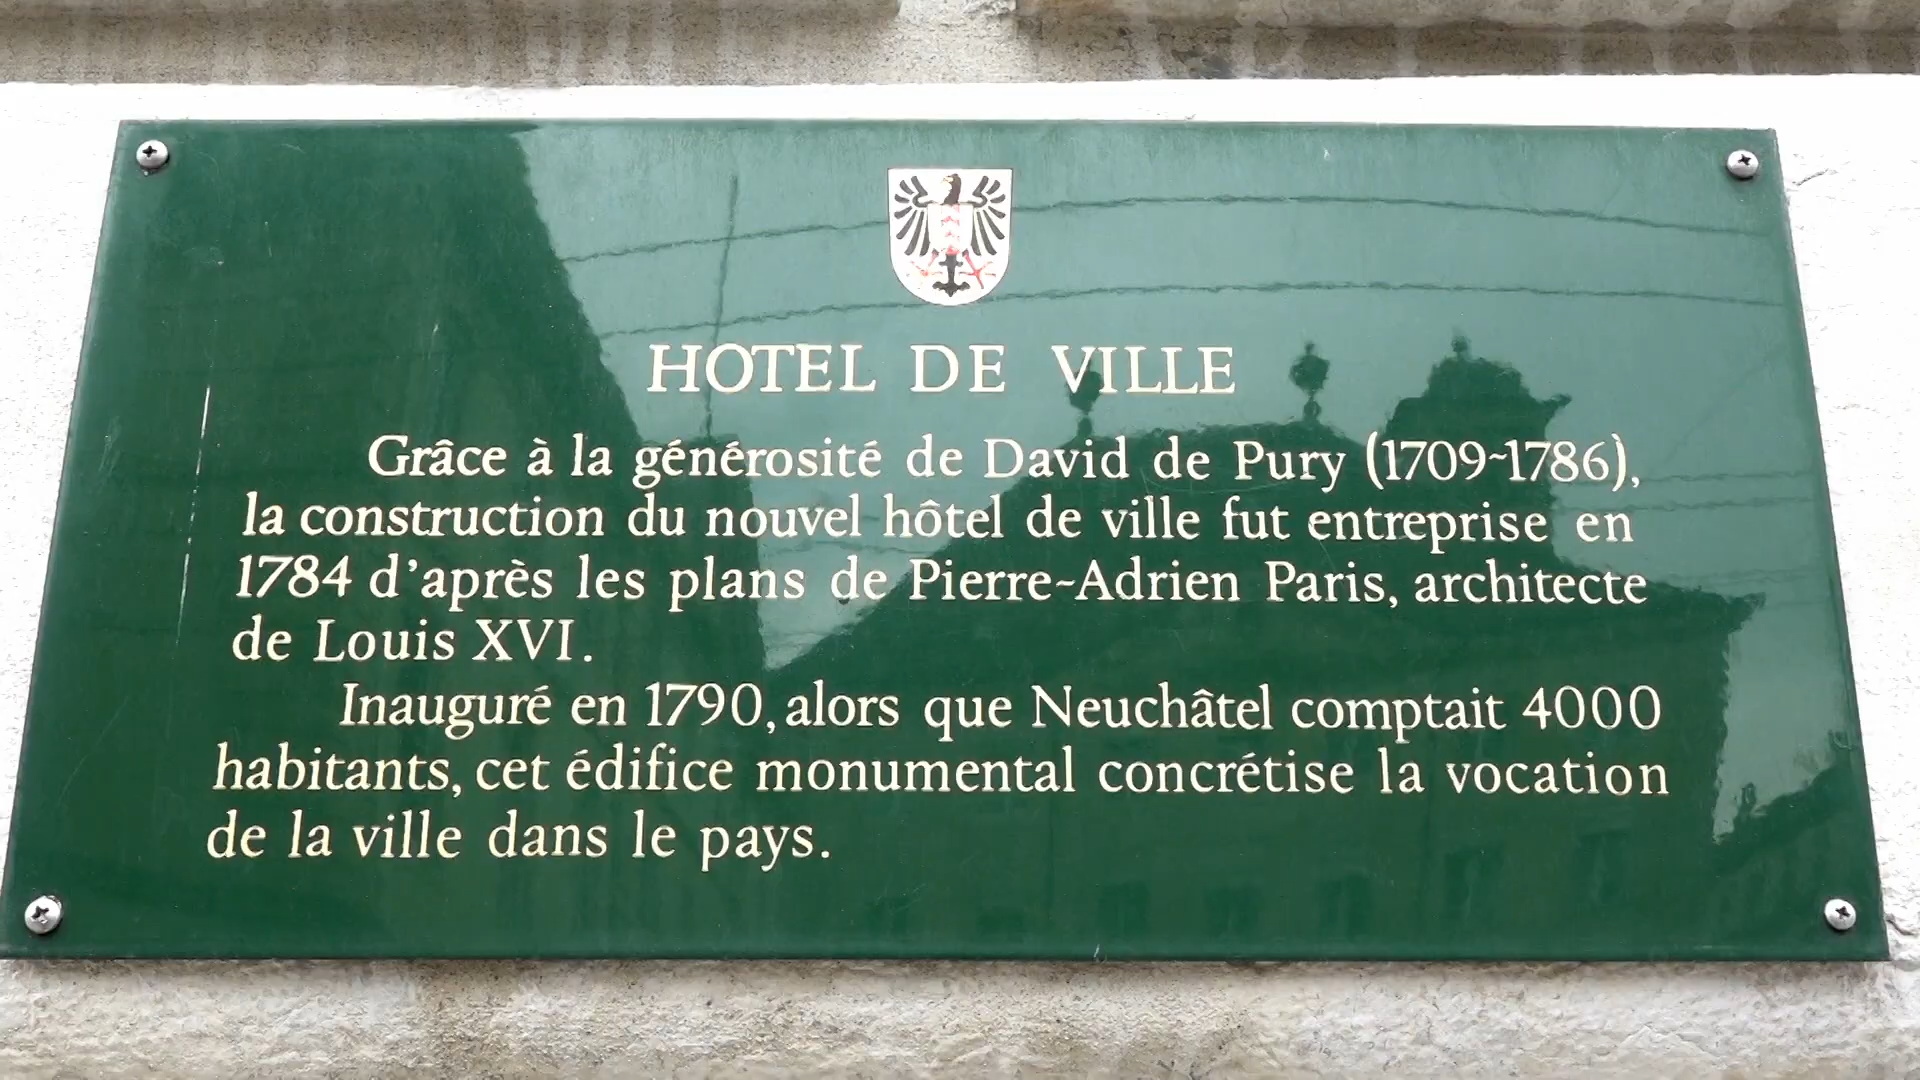 HOTEL DE VILLE
Grâce à la générosité de David de Pury (1709-1786),
la construction du nouvel hôtel de ville fut entreprise en
1784 d'après les plans de Pierre-Adrien Paris, architecte
de Louis XVI.
Inauguré en 1790, alors que Neuchâtel comptait 4000
habitants, cet édifice monumental concrétise la vocation
de la ville dans le pays.